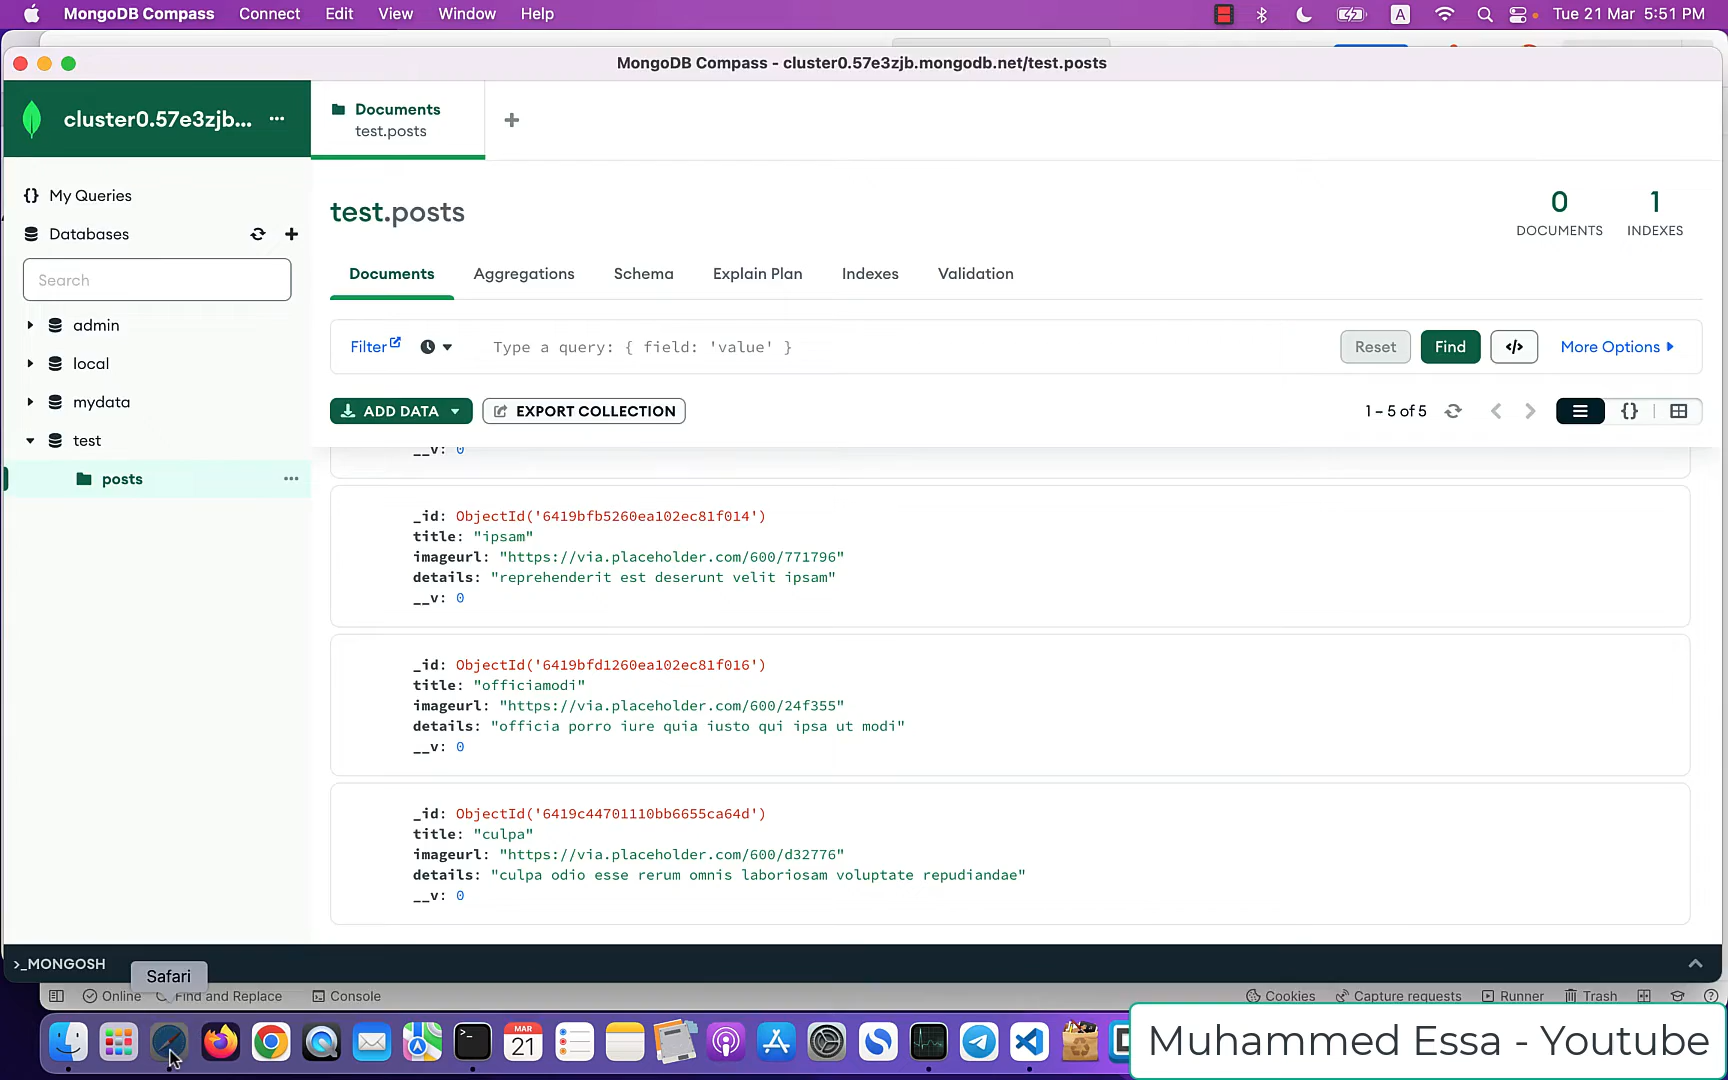 MongoDB Compass Connect Edit View Window Help
A Tue 21 Mar 5:51 PM
MongoDB Compass - cluster0.57e3zjb.mongodb.net/test.posts
cluster0.57e3zjb... ...
Documents
test.posts
+
{} My Queries
Databases
Search
admin
local
mydata
test
posts ...
test.posts
0
DOCUMENTS
1
INDEXES
Documents Aggregations Schema Explain Plan Indexes Validation
Filter Type a query: { field: 'value' } Reset Find </> More Options
ADD DATA EXPORT COLLECTION 1 – 5 of 5 {}
__v: 0
_id: ObjectId('6419bfb5260ea102ec81f014')
title: "ipsam"
imageurl: "https://via.placeholder.com/600/771796"
details: "reprehenderit est deserunt velit ipsam"
__v: 0
_id: ObjectId('6419bfd1260ea102ec81f016')
title: "officiamodi"
imageurl: "https://via.placeholder.com/600/24f355"
details: "officia porro iure quia iusto qui ipsa ut modi"
__v: 0
_id: ObjectId('6419c44701110bb6655ca64d')
title: "culpa"
imageurl: "https://via.placeholder.com/600/d32776"
details: "culpa odio esse rerum omnis laboriosam voluptate repudiandae"
__v: 0
>_MONGOSH
Safari
Online Find and Replace Console Cookies Capture requests Runner Trash
MAR
21
Muhammed Essa - Youtube